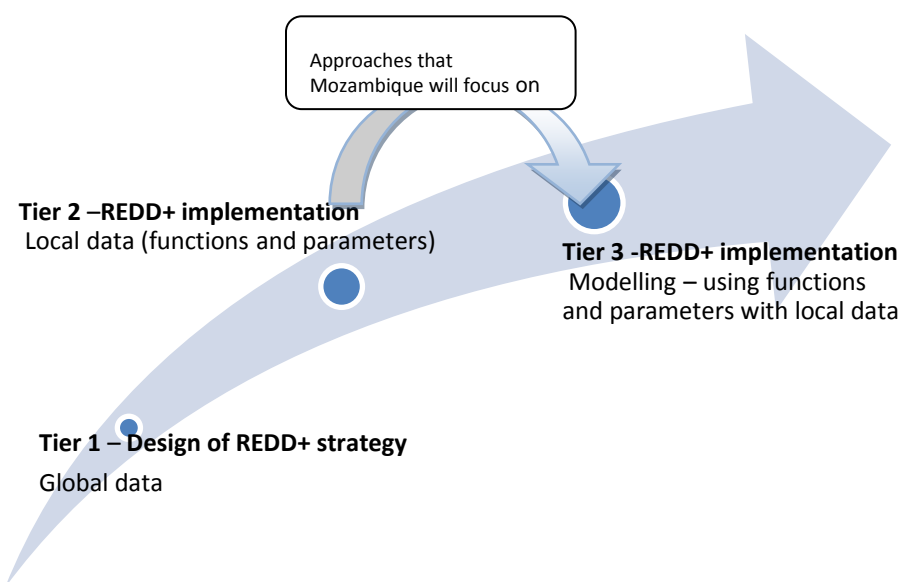 Approaches that
Mozambique will focus on
Tier 2 –REDD+ implementation
Local data (functions and parameters)
Tier 3 -REDD+ implementation
Modelling – using functions
and parameters with local data
Tier 1 – Design of REDD+ strategy
Global data